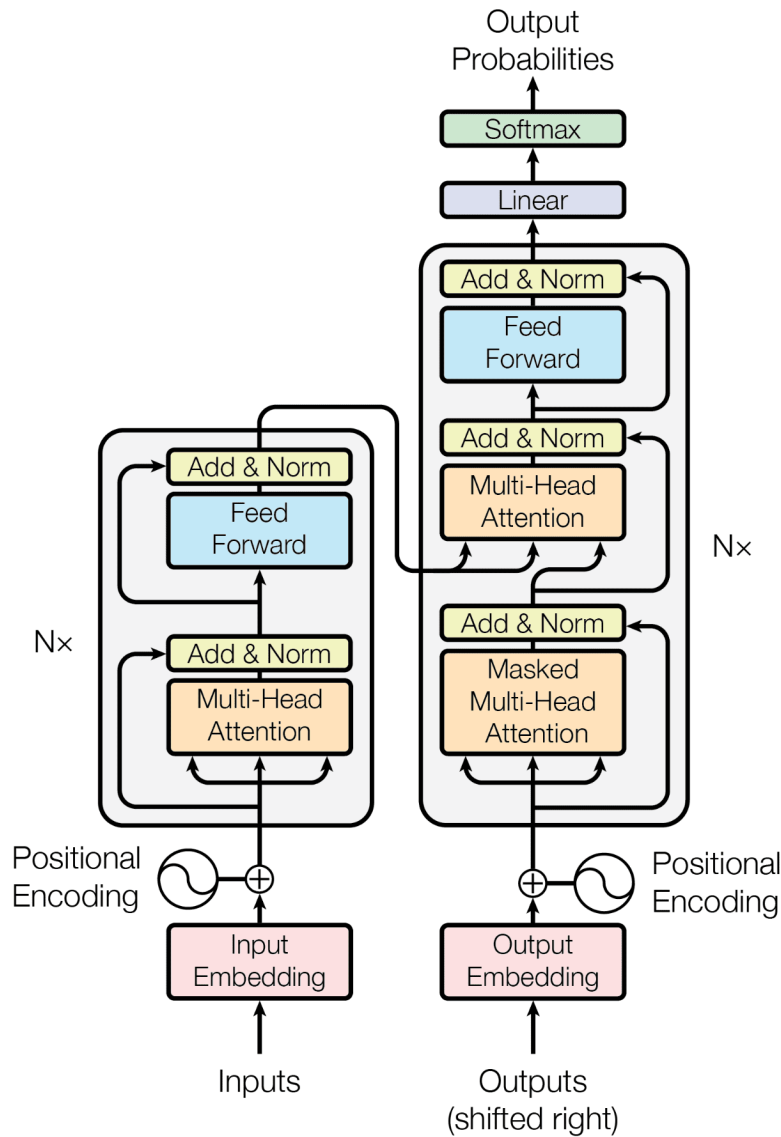 Output
Probabilities
Softmax
Linear
Add & Norm
Feed
Forward
Add & Norm
Multi-Head
Attention
Add & Norm
Masked
Multi-Head
Attention
N×
Add & Norm
Feed
Forward
Add & Norm
Multi-Head
Attention
N×
Positional
Encoding
Input
Embedding
Inputs
Positional
Encoding
Output
Embedding
Outputs
(shifted right)